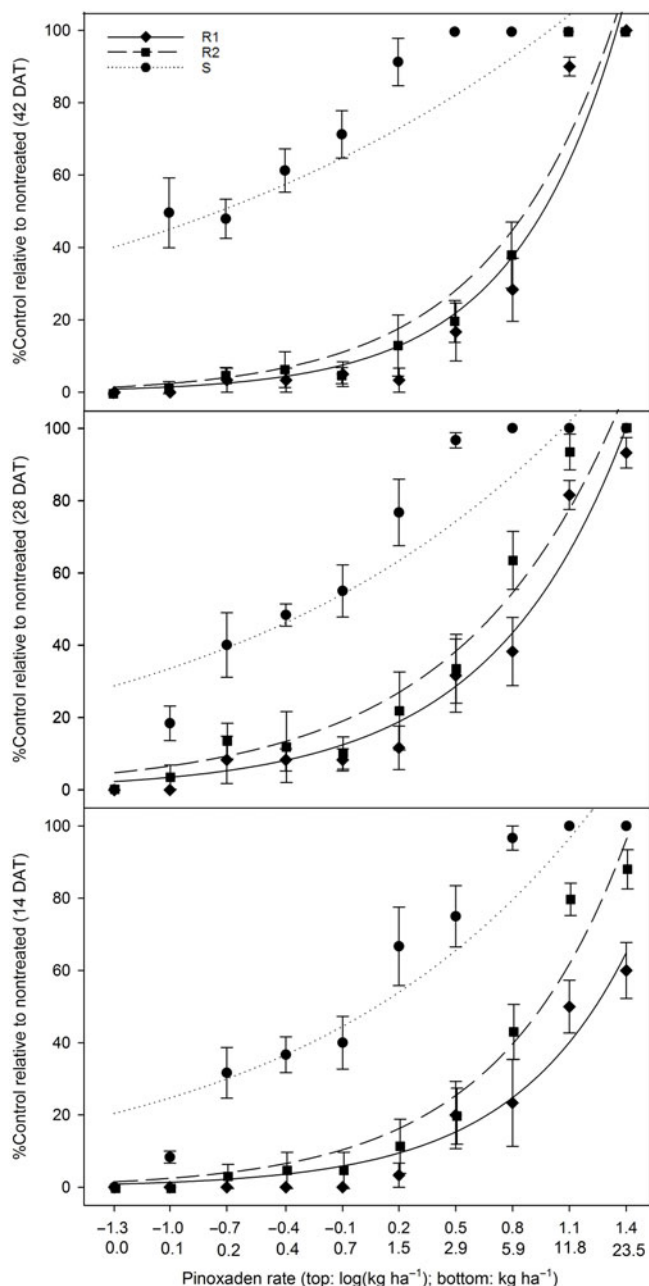 100
80
60
40
20
0
%Control relative to nontreated (42 DAT)
R1
R2
S
100
80
60
40
20
0
%Control relative to nontreated (28 DAT)
100
80
60
40
20
0
%Control relative to nontreated (14 DAT)
−1.3 −1.0 −0.7 −0.4 −0.1 0.2 0.5 0.8 1.1 1.4
0.0 0.1 0.2 0.4 0.7 1.5 2.9 5.9 11.8 23.5
Pinoxaden rate (top: log(kg ha⁻¹); bottom: kg ha⁻¹)